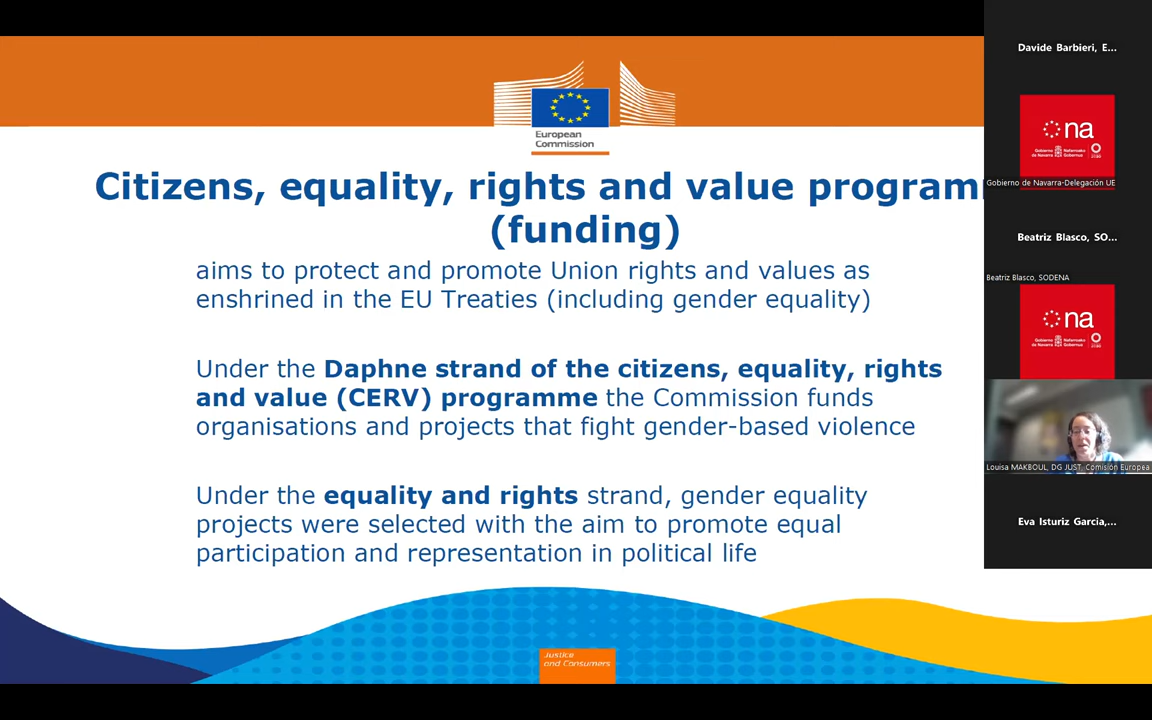 European
Commission
Citizens, equality, rights and value program
(funding)
aims to protect and promote Union rights and values as
enshrined in the EU Treaties (including gender equality)
Under the Daphne strand of the citizens, equality, rights
and value (CERV) programme the Commission funds
organisations and projects that fight gender-based violence
Under the equality and rights strand, gender equality
projects were selected with the aim to promote equal
participation and representation in political life
Justice
and Consumers
Davide Barbieri, E...
na
Gobierno de Navarra-Delegación UE
Beatriz Blasco, SO...
Beatriz Blasco, SODENA
na
Louisa MAKBOUL, DG JUST, Comisión Europea
Eva Isturiz Garcia,...